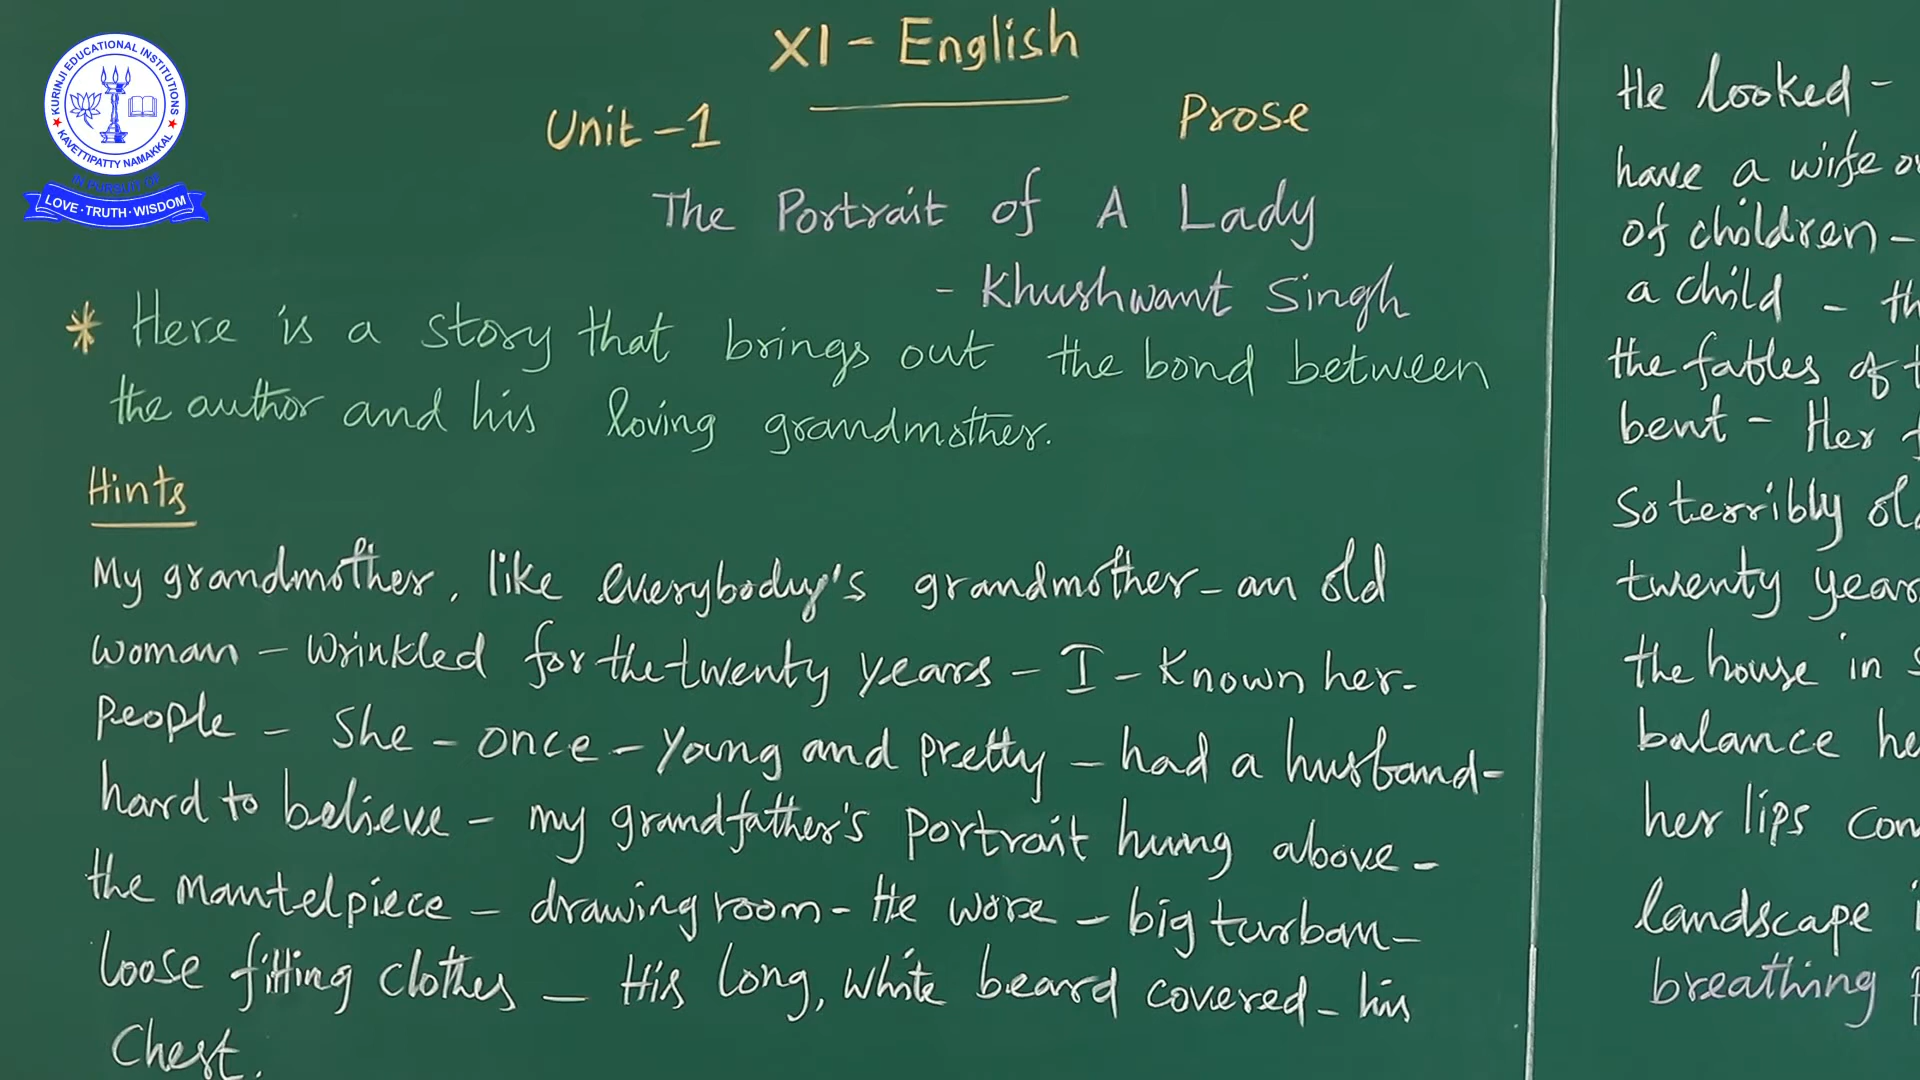 KURINJI EDUCATIONAL INSTITUTIONS
KAVETTIPATTY NAMAKKAL
IN PURSUIT OF
LOVE · TRUTH · WISDOM
XI - English
Unit - 1 Prose
The Portrait of A Lady
- Khushwant Singh
* Here is a story that brings out the bond between
the author and his loving grandmother.
Hints
My grandmother, like everybody's grandmother - an old
woman - wrinkled for the twenty years - I - known her -
people - She - once - young and pretty - had a husband -
hard to believe - my grandfather's portrait hung above -
the mantelpiece - drawing room - He wore - big turban -
loose fitting clothes - His long, white beard covered - his
Chest.
He looked -
have a wife
of children -
a child -
the fables of
bent - Her
So terribly
twenty
the house in
balance
her lips
landscape
breathing